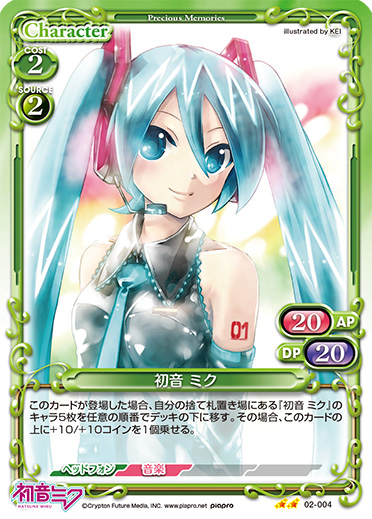 Precious Memories
Character
illustrated by KEI
COST
2
SOURCE
2
01
20 AP
DP 20
初音 ミク
このカードが登場した場合、自分の捨て札置き場にある『初音 ミク』の
キャラ5枚を任意の順番でデッキの下に移す。その場合、このカードの
上に+10/+10コインを1個乗せる。
ヘッドフォン 音楽
初音ミク
HATSUNE MIKU
©Crypton Future Media, INC. www.piapro.net piapro
02-004